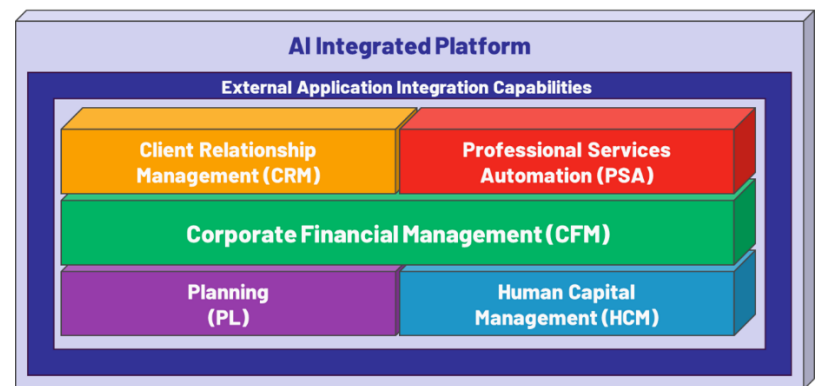 AI Integrated Platform
External Application Integration Capabilities
Client Relationship
Management (CRM)
Professional Services
Automation (PSA)
Corporate Financial Management (CFM)
Planning
(PL)
Human Capital
Management (HCM)